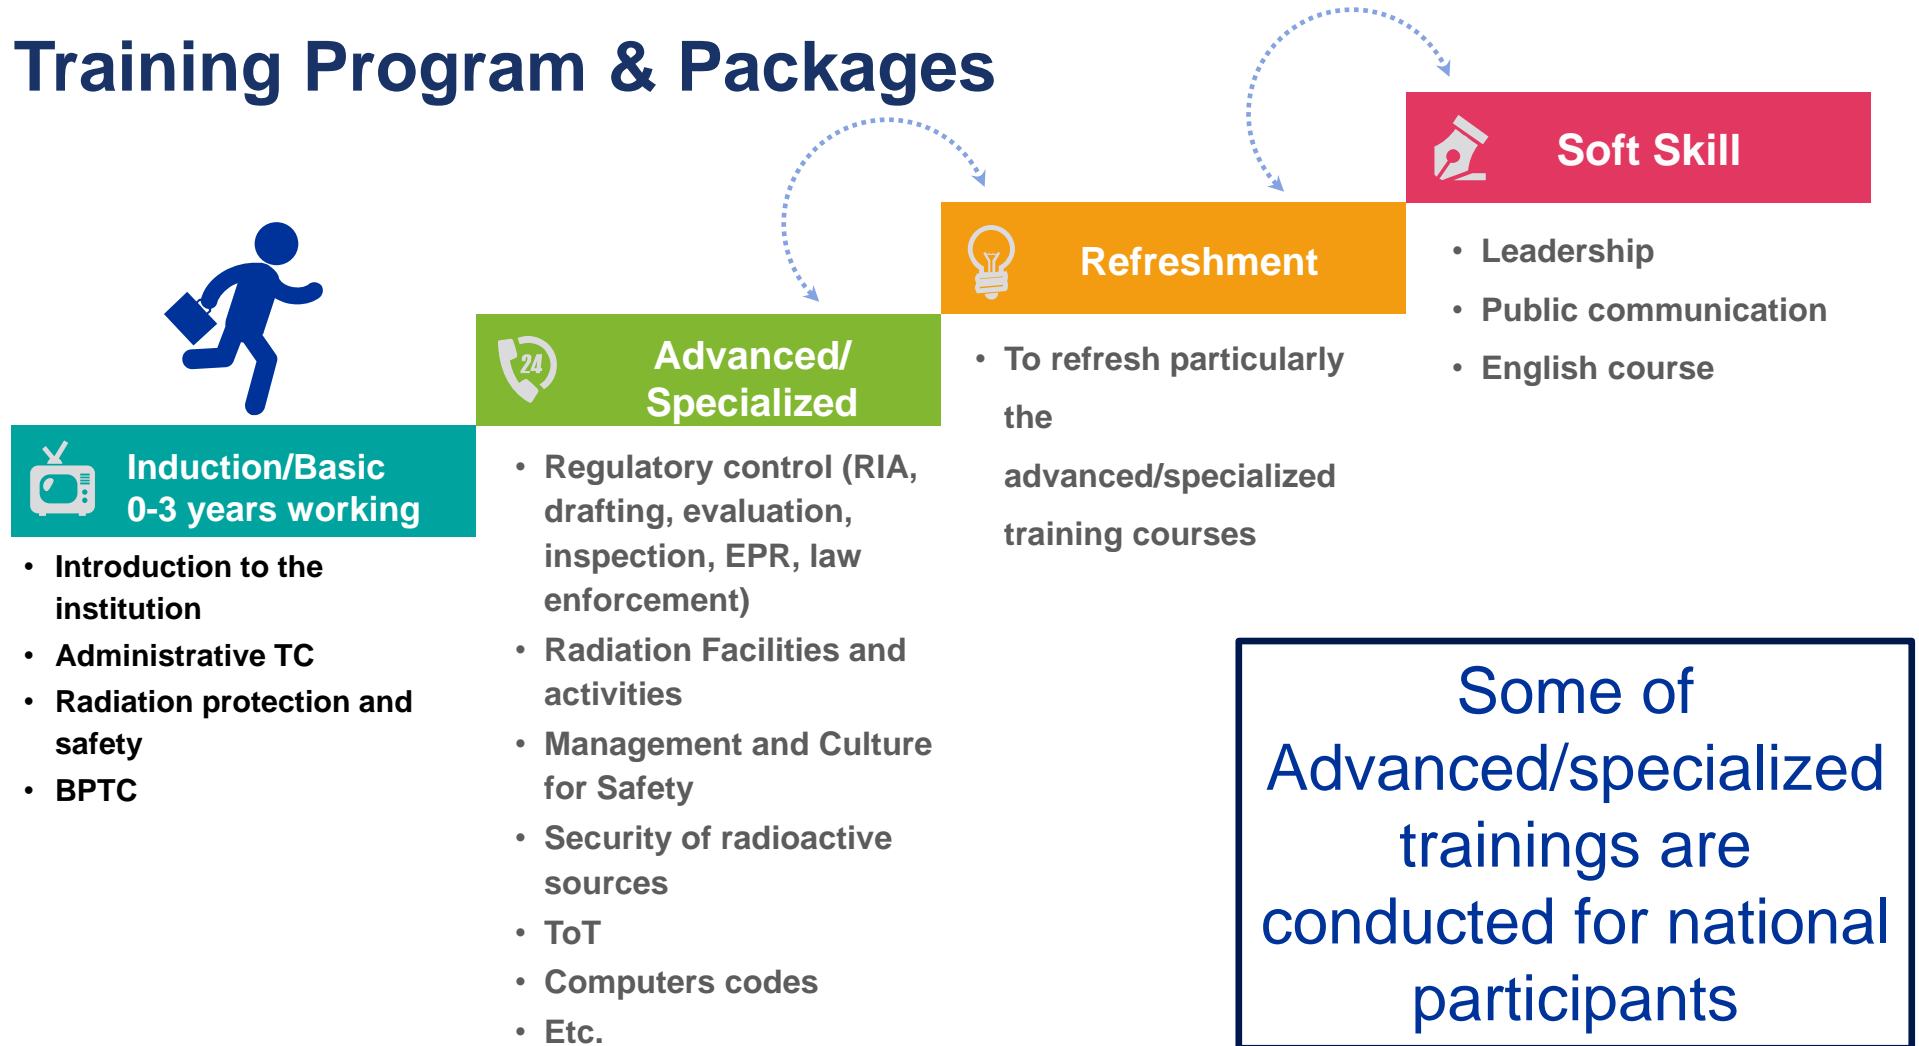 Training Program & Packages
Induction/Basic
0-3 years working
• Introduction to the
institution
• Administrative TC
• Radiation protection and
safety
• BPTC
24
Advanced/
Specialized
• Regulatory control (RIA,
drafting, evaluation,
inspection, EPR, law
enforcement)
• Radiation Facilities and
activities
• Management and Culture
for Safety
• Security of radioactive
sources
• ToT
• Computers codes
• Etc.
Refreshment
• To refresh particularly
the
advanced/specialized
training courses
Soft Skill
• Leadership
• Public communication
• English course
Some of
Advanced/specialized
trainings are
conducted for national
participants